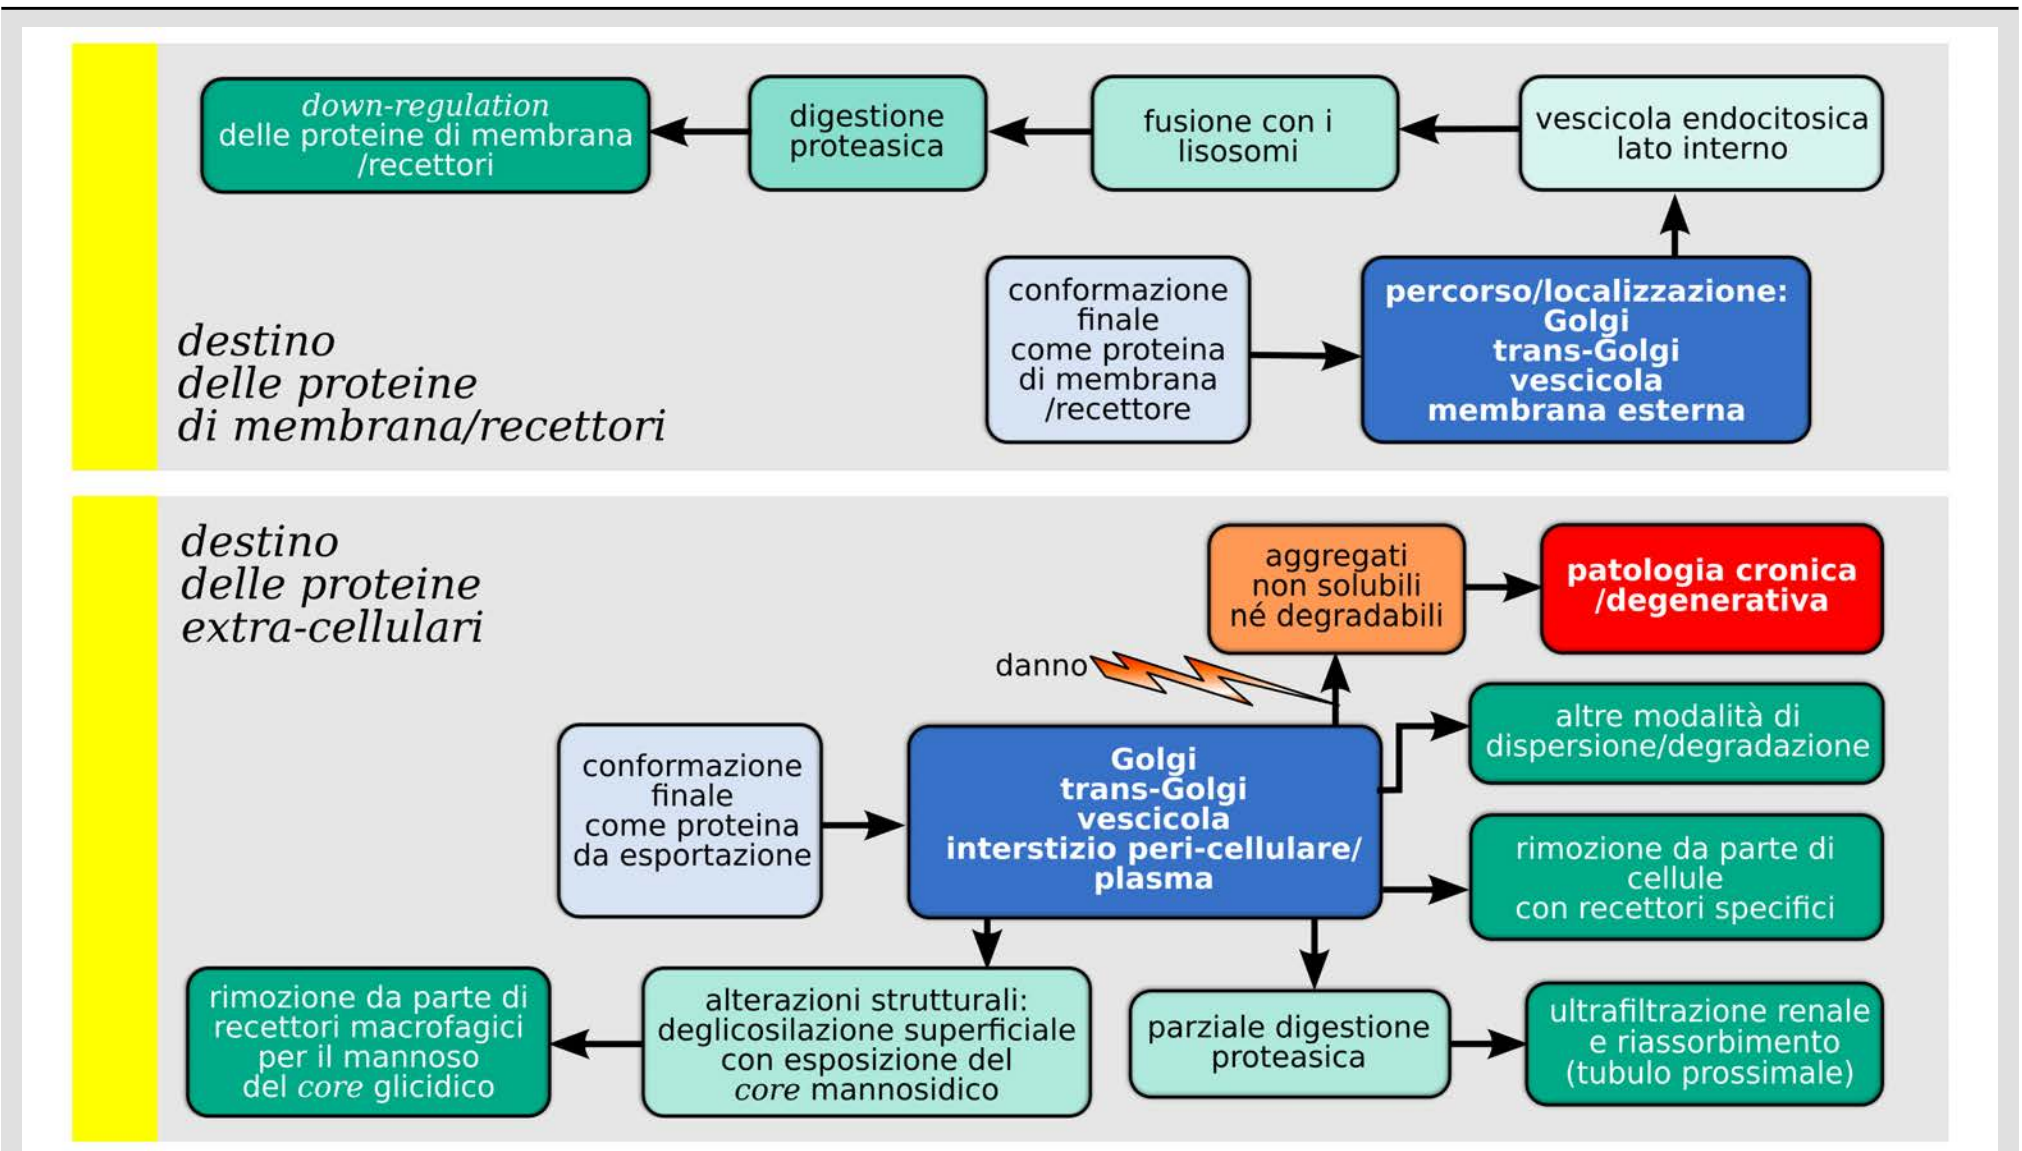 down-regulation
delle proteine di membrana
/recettori
digestione
proteasica
fusione con i
lisosomi
vescicola endocitosica
lato interno
conformazione
finale
come proteina
di membrana
/recettore
percorso/localizzazione:
Golgi
trans-Golgi
vescicola
membrana esterna
destino
delle proteine
di membrana/recettori
destino
delle proteine
extra-cellulari
aggregati
non solubili
né degradabili
patologia cronica
/degenerativa
danno
altre modalità di
dispersione/degradazione
conformazione
finale
come proteina
da esportazione
Golgi
trans-Golgi
vescicola
interstizio peri-cellulare/
plasma
rimozione da parte di
cellule
con recettori specifici
rimozione da parte di
recettori macrofagici
per il mannoso
del core glicidico
alterazioni strutturali:
deglicosilazione superficiale
con esposizione del
core mannosidico
parziale digestione
proteasica
ultrafiltrazione renale
e riassorbimento
(tubulo prossimale)